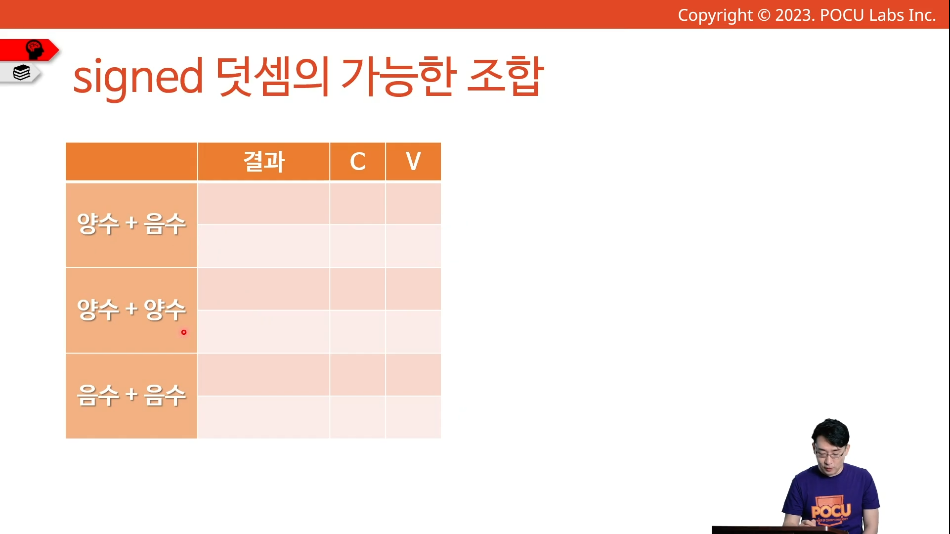 Copyright © 2023. POCU Labs Inc.
signed 덧셈의 가능한 조합
결과 C V
양수 + 음수
양수 + 양수
음수 + 음수
POCU